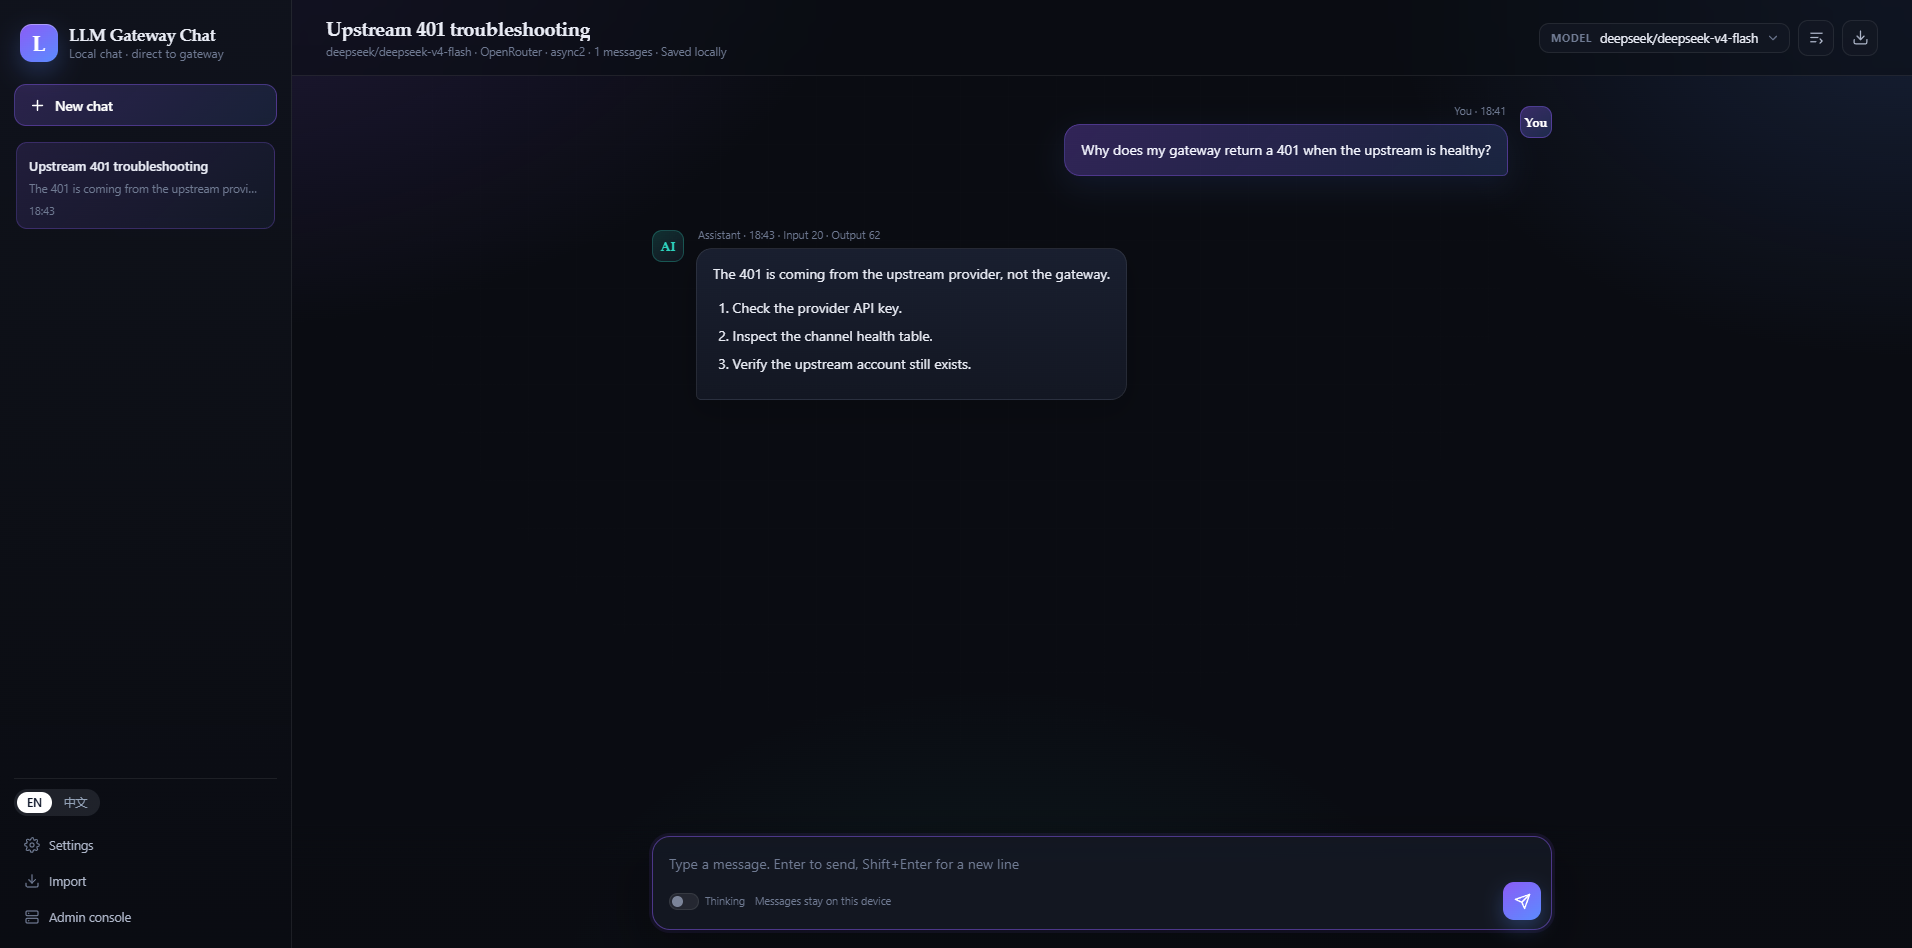 L
LLM Gateway Chat
Local chat · direct to gateway
New chat
Upstream 401 troubleshooting
The 401 is coming from the upstream provi...
18:43
EN
中文
Settings
Import
Admin console
Upstream 401 troubleshooting
deepseek/deepseek-v4-flash · OpenRouter · async2 · 1 messages · Saved locally
MODEL deepseek/deepseek-v4-flash
You · 18:41
You
Why does my gateway return a 401 when the upstream is healthy?
AI
Assistant · 18:43 · Input 20 · Output 62
The 401 is coming from the upstream provider, not the gateway.
1. Check the provider API key.
2. Inspect the channel health table.
3. Verify the upstream account still exists.
Type a message. Enter to send, Shift+Enter for a new line
Thinking Messages stay on this device